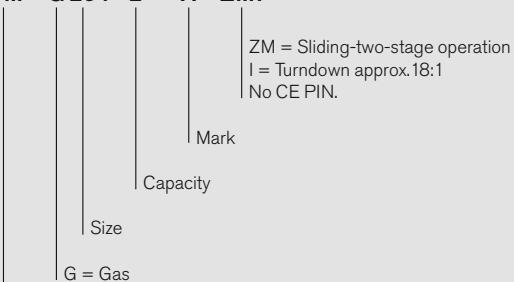 ZM = Sliding-two-stage operation
I = Turndown approx. 18:1
No CE PIN.
Mark
Capacity
Size
G = Gas